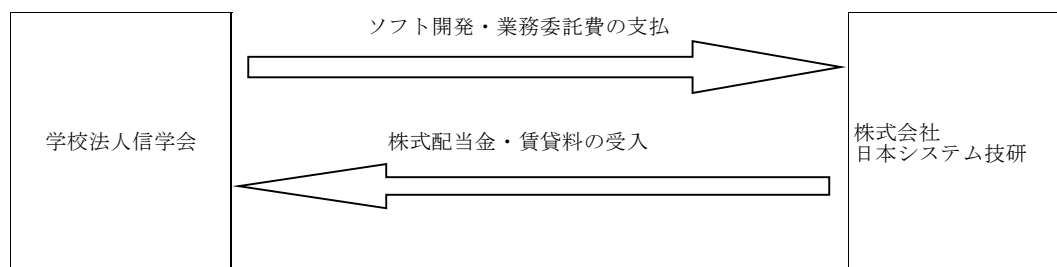 ソフト開発・業務委託費の支払
学校法人信学会
株式配当金・賃貸料の受入
株式会社
日本システム技研